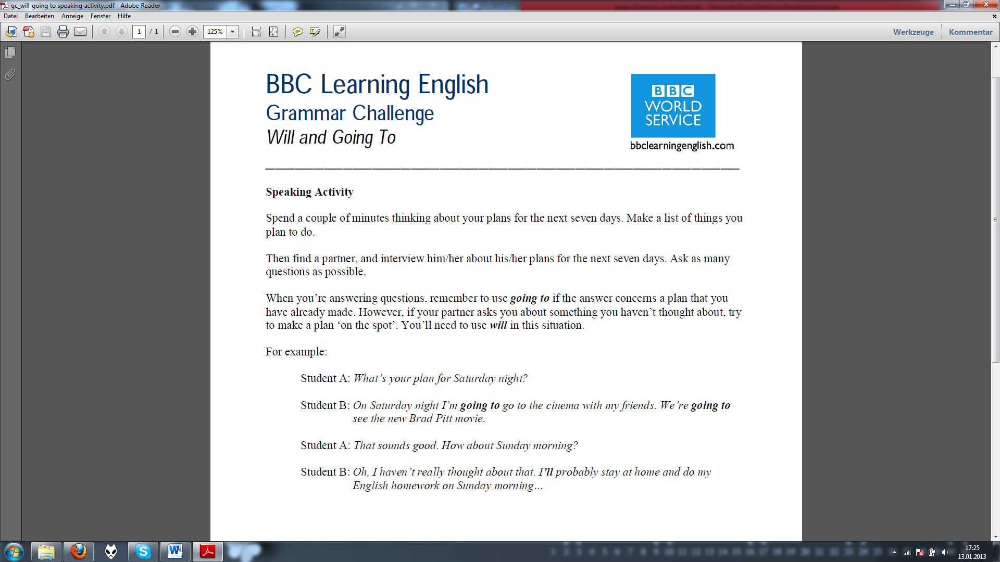 gc_will-going to speaking activity.pdf - Adobe Reader
Datei Bearbeiten Anzeige Fenster Hilfe
1 / 1 125% Werkzeuge Kommentar
BBC Learning English
Grammar Challenge
Will and Going To
BBC
WORLD
SERVICE
bbclearningenglish.com
Speaking Activity
Spend a couple of minutes thinking about your plans for the next seven days. Make a list of things you
plan to do.
Then find a partner, and interview him/her about his/her plans for the next seven days. Ask as many
questions as possible.
When you’re answering questions, remember to use going to if the answer concerns a plan that you
have already made. However, if your partner asks you about something you haven’t thought about, try
to make a plan ‘on the spot’. You’ll need to use will in this situation.
For example:
Student A: What’s your plan for Saturday night?
Student B: On Saturday night I’m going to go to the cinema with my friends. We’re going to
see the new Brad Pitt movie.
Student A: That sounds good. How about Sunday morning?
Student B: Oh, I haven’t really thought about that. I’ll probably stay at home and do my
English homework on Sunday morning…
17:25
13.01.2013